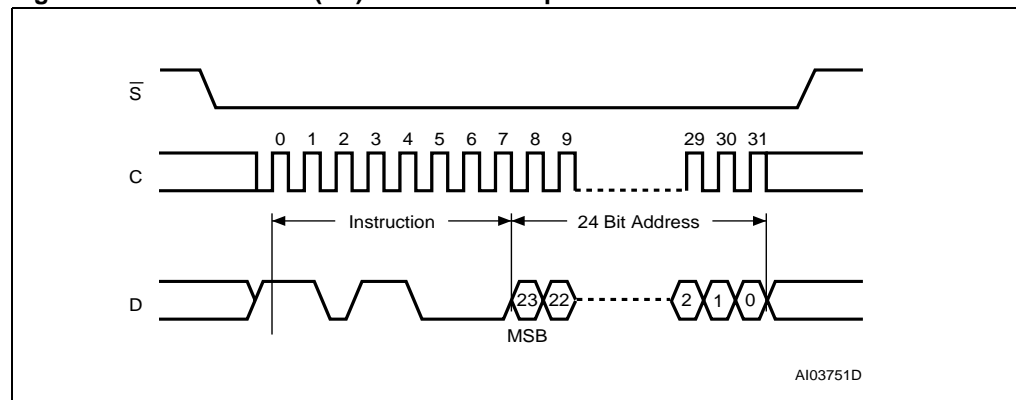 S
0 1 2 3 4 5 6 7 8 9 29 30 31
C
Instruction 24 Bit Address
D 23 22 2 1 0
MSB
AI03751D